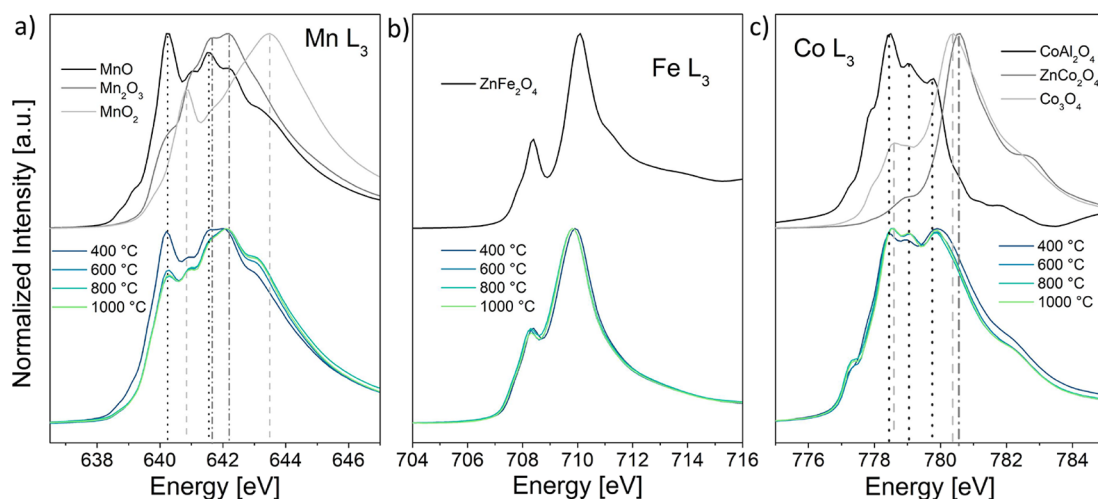 a)
Mn L3
MnO
Mn2O3
MnO2
400 °C
600 °C
800 °C
1000 °C
638 640 642 644 646
Energy [eV]
Normalized Intensity [a.u.]
b)
Fe L3
ZnFe2O4
400 °C
600 °C
800 °C
1000 °C
704 706 708 710 712 714 716
Energy [eV]
c)
Co L3
CoAl2O4
ZnCo2O4
Co3O4
400 °C
600 °C
800 °C
1000 °C
776 778 780 782 784
Energy [eV]